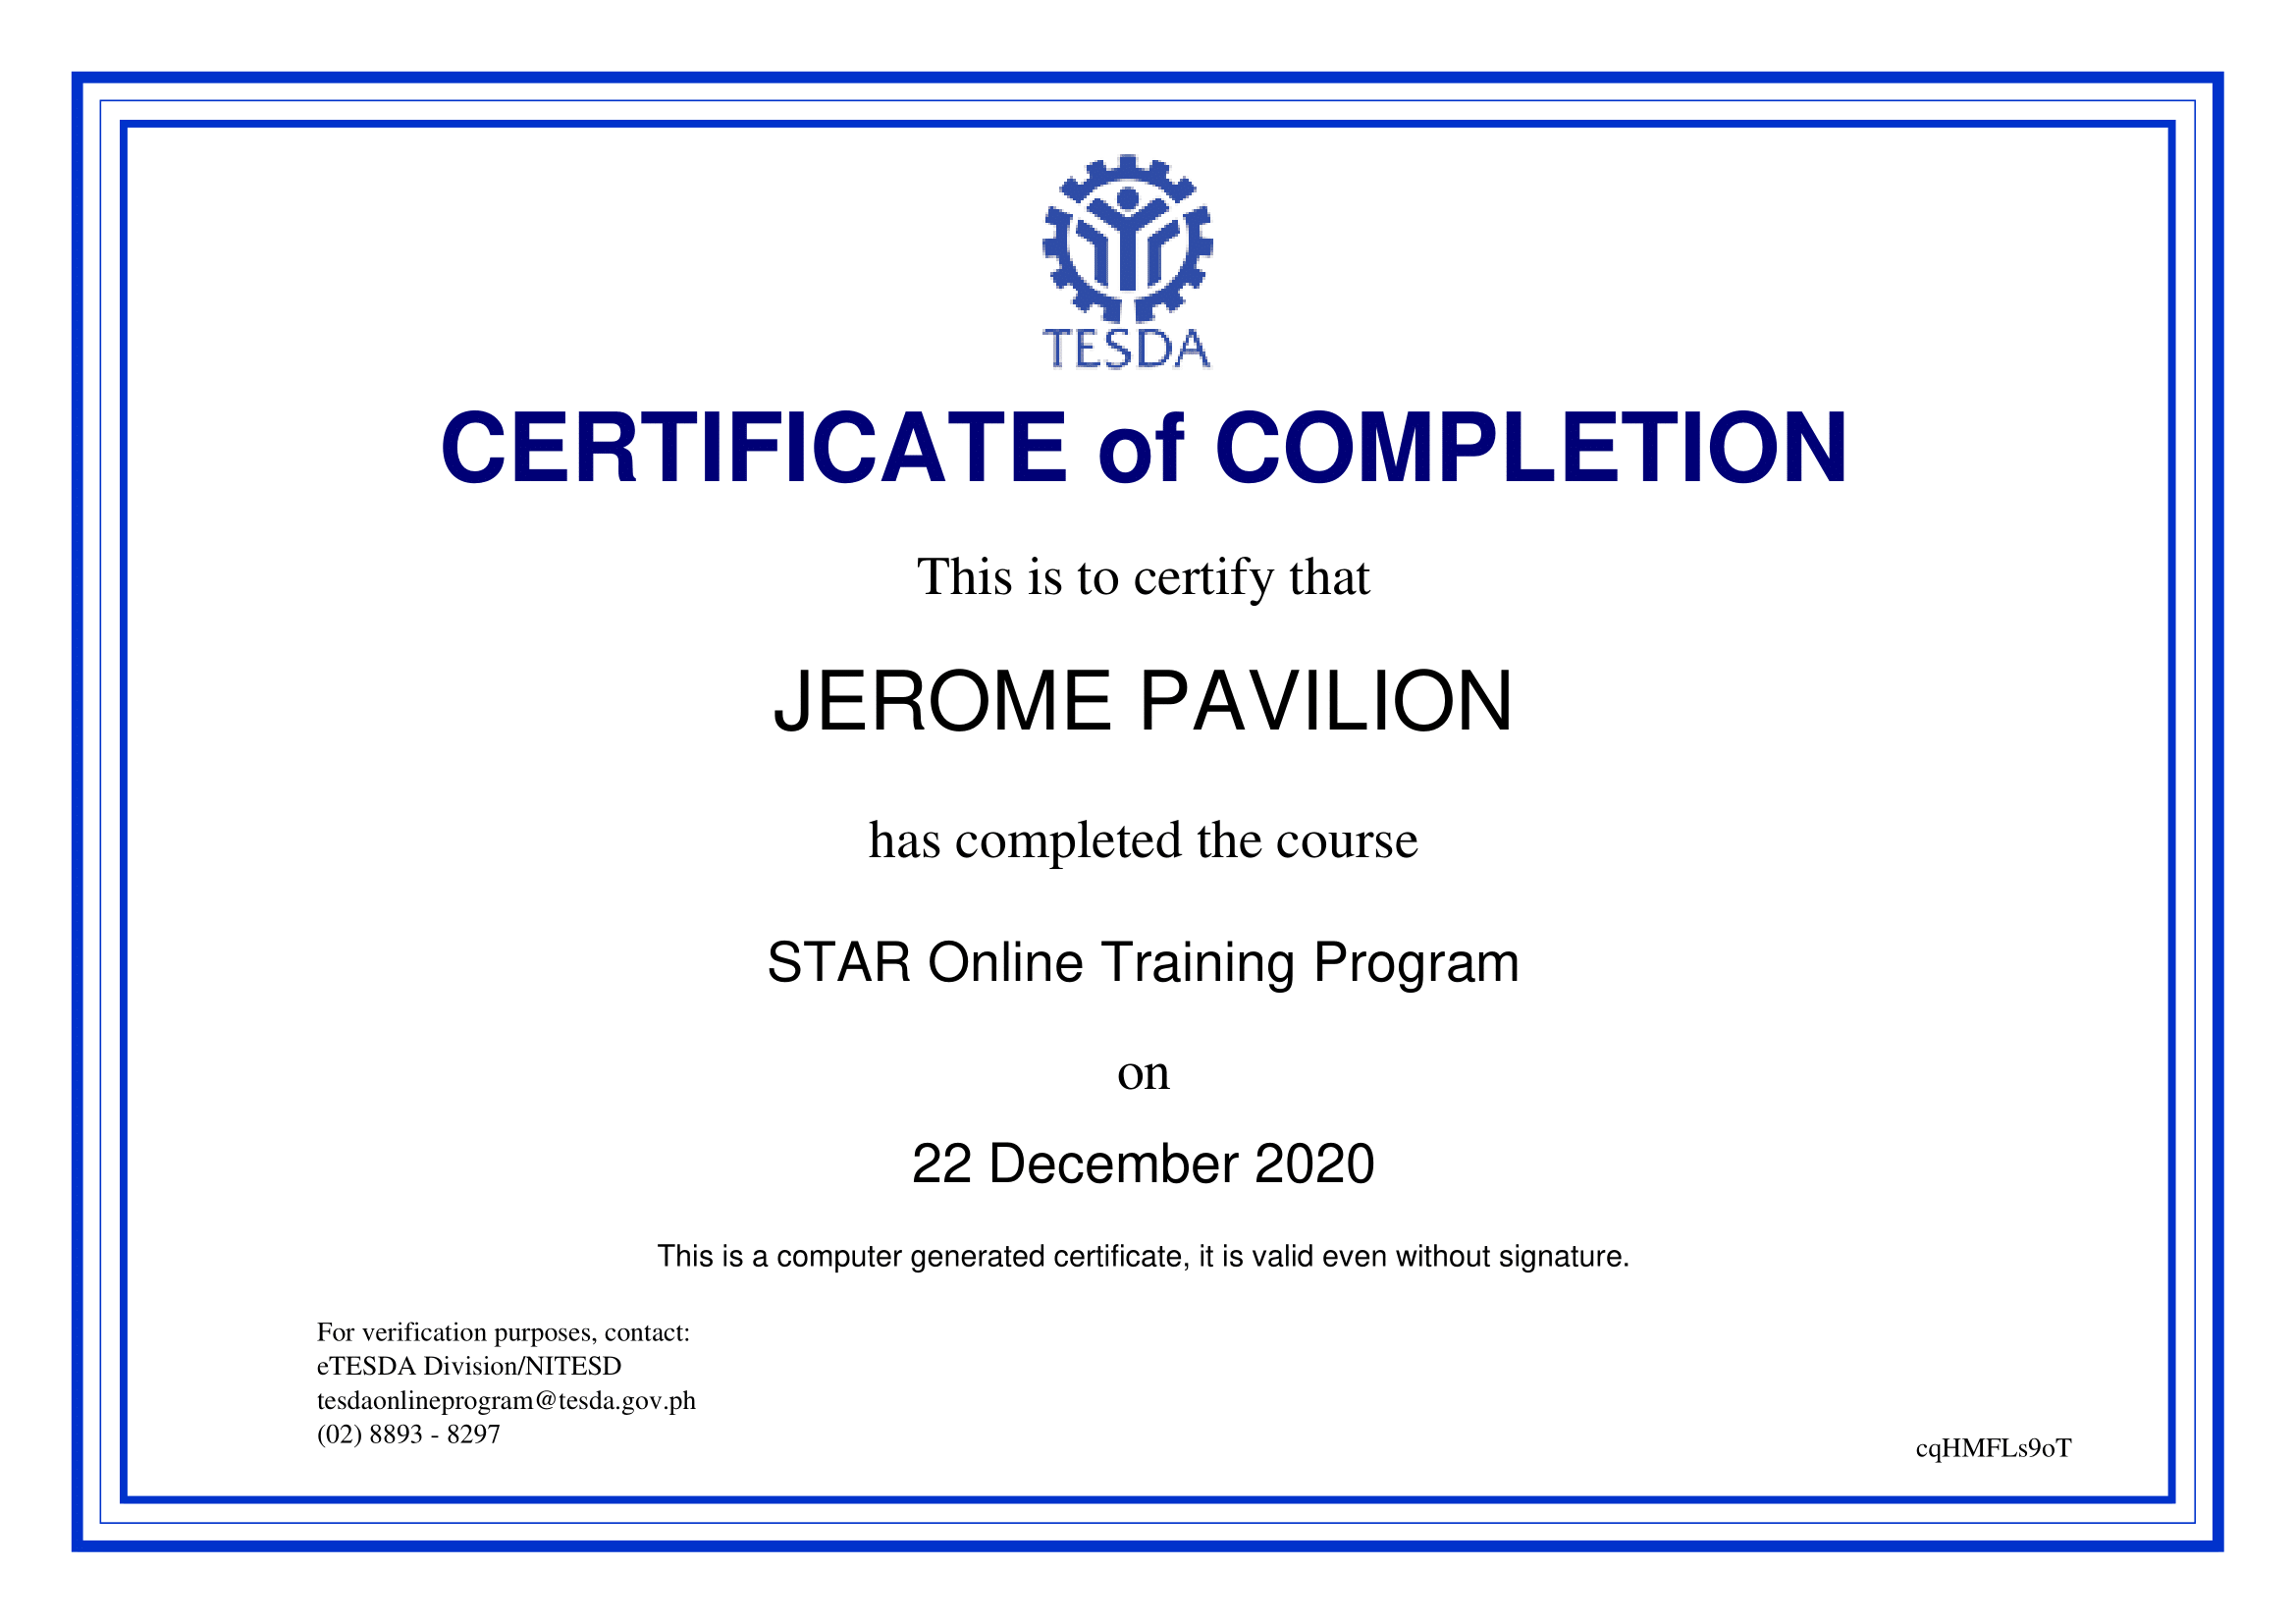 TESDA
CERTIFICATE of COMPLETION
This is to certify that
JEROME PAVILION
has completed the course
STAR Online Training Program
on
22 December 2020
This is a computer generated certificate, it is valid even without signature.
For verification purposes, contact:
eTESDA Division/NITESD
tesdaonlineprogram@tesda.gov.ph
(02) 8893 - 8297
cqHMFLs9oT